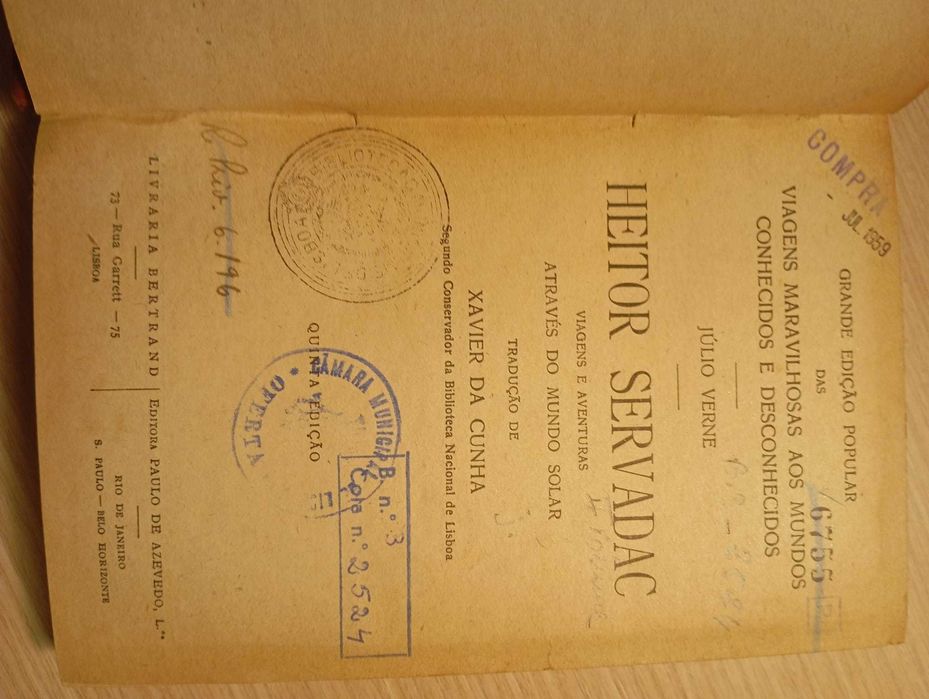 COMPRA
JUL. 1959
GRANDE EDIÇÃO POPULAR
DAS
VIAGENS MARAVILHOSAS AOS MUNDOS
CONHECIDOS E DESCONHECIDOS
6755
JÚLIO VERNE
HEITOR SERVADAC
VIAGENS E AVENTURAS
ATRAVÉS DO MUNDO SOLAR
TRADUÇÃO DE
XAVIER DA CUNHA
Segundo Conservador da Biblioteca Nacional de Lisboa
BIBLIOTECA
QUINTA EDIÇÃO
CÂMARA MUNICIPAL
OFERTA
B. n.º 3
Cota n.º 2524
6.196
LIVRARIA BERTRAND
73 — Rua Garrett — 75
LISBOA
EDITORA PAULO DE AZEVEDO, L.ᵈᵃ
RIO DE JANEIRO
S. PAULO — BELO HORIZONTE